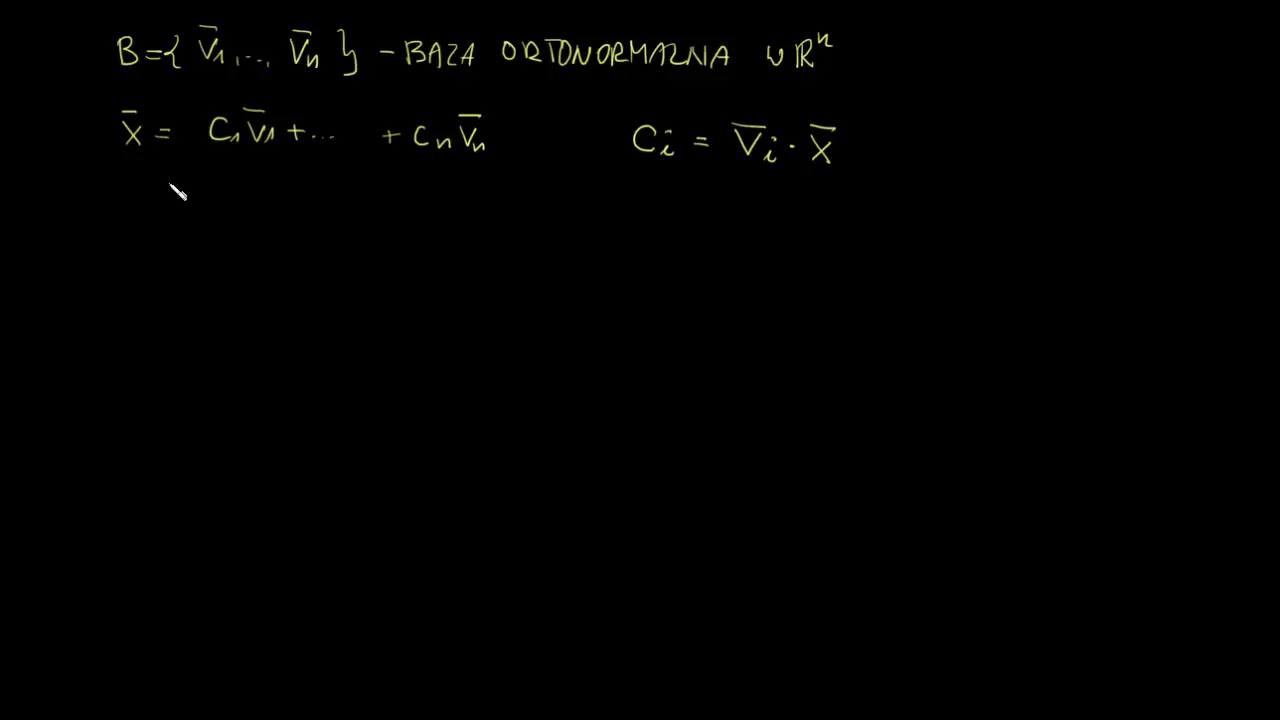 B={ V̄1,..., V̄n } - BAZA ORTONORMALNA w ℝⁿ
X̄ = C1V̄1+... + CnV̄n Ci = V̄i · X̄